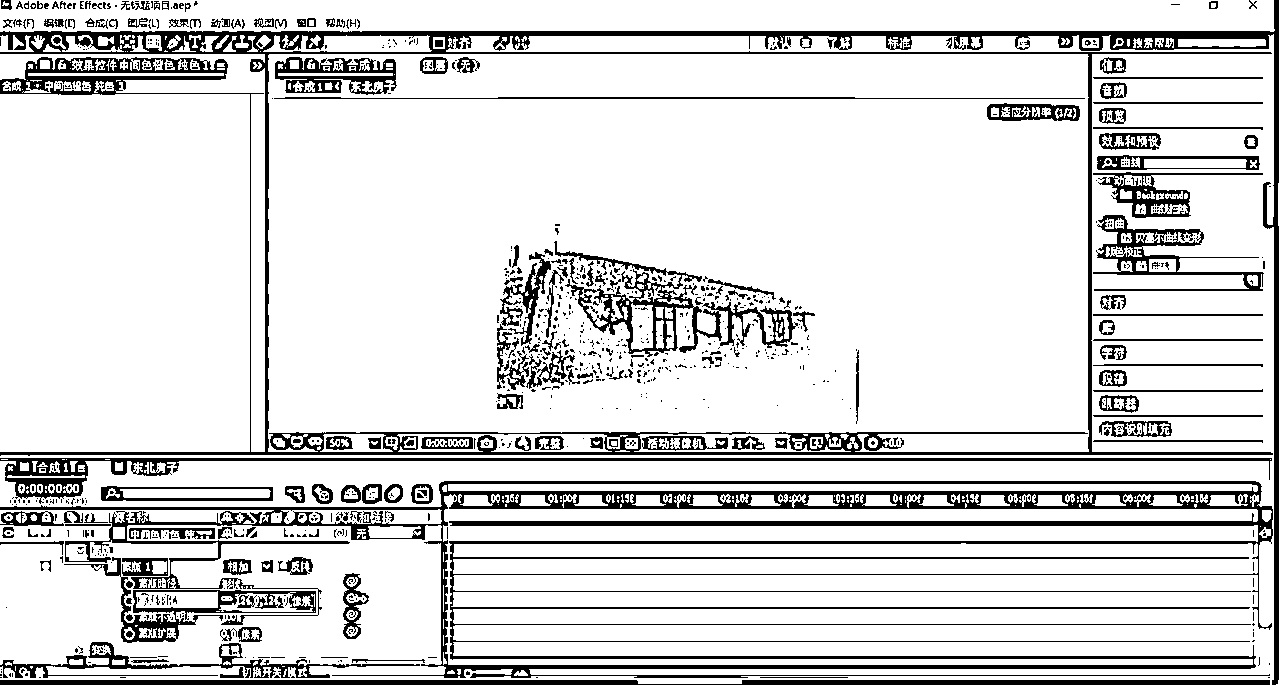 Adobe After Effects - 无标题项目.aep *
文件(F) 编辑(E) 合成(C) 图层(L) 效果(T) 动画(A) 视图(V) 窗口 帮助(H)
对齐
默认 了解 标准 小屏幕 库 搜索帮助
效果控件 中间色橙色 纯色 1
合成 1 · 中间色橙色 纯色 1
合成 合成 1
图层 (无)
合成 1 东北房子
自适应分辨率 (1/2)
信息
音频
预览
效果和预设
曲线
动画预设
Backgrounds
扭曲
贝塞尔曲线变形
颜色校正
曲线
对齐
库
字符
段落
跟踪器
内容识别填充
50% 0:00:00:00 完整 活动摄像机 1 个... +0.0
合成 1 东北房子
0:00:00:00
00:15f 01:00f 01:15f 02:00f 02:15f 03:00f 03:15f 04:00f 04:15f 05:00f 05:15f 06:00f 06:15f 07:0
源名称 父级和链接
1 中间色橙色 纯... 无
蒙版
蒙版 1 相加 反转
蒙版路径 形状...
蒙版羽化
蒙版不透明度
蒙版扩展 0.0 像素
变换 重置
切换开关/模式